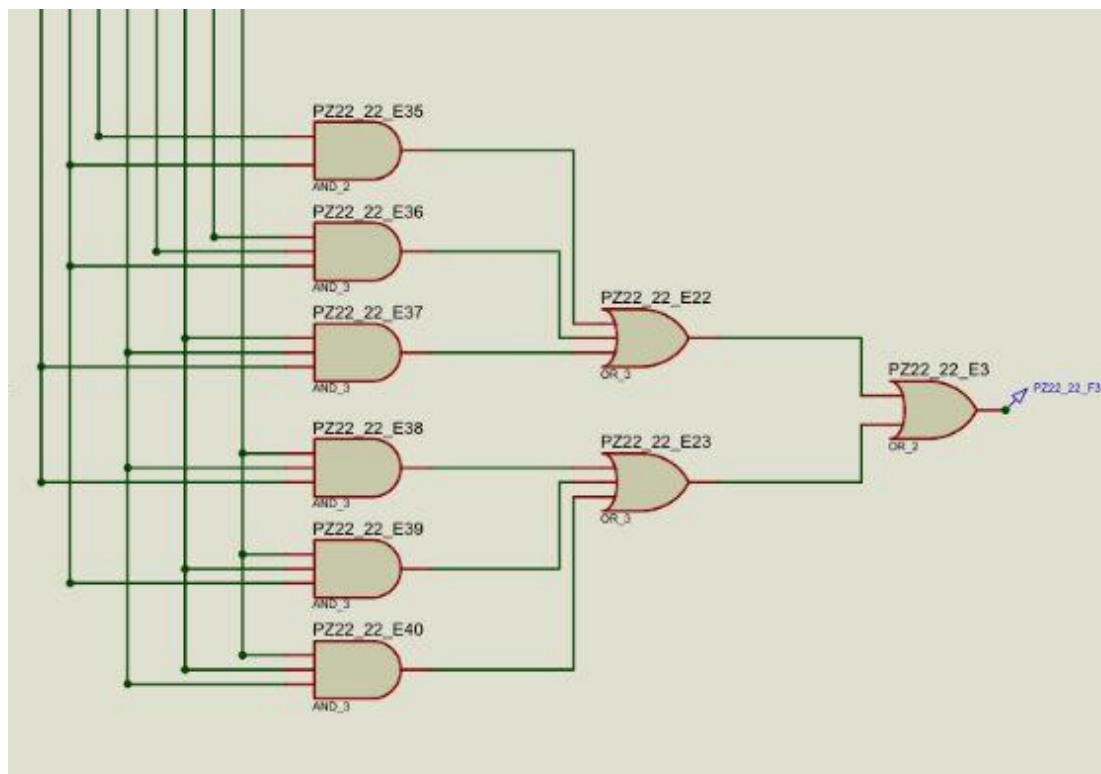 PZ22_22_E35
AND_2
PZ22_22_E36
AND_3
PZ22_22_E37
AND_3
PZ22_22_E22
OR_3
PZ22_22_E3
OR_2
PZ22_22_F3
PZ22_22_E38
AND_3
PZ22_22_E23
OR_3
PZ22_22_E39
AND_3
PZ22_22_E40
AND_3